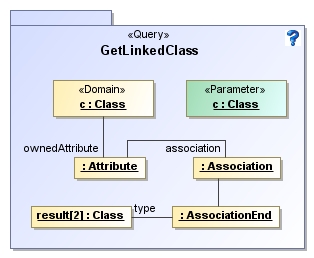 «Query»
GetLinkedClass
?
«Domain»
c : Class
«Parameter»
c : Class
ownedAttribute
association
: Attribute
: Association
result[2] : Class
type
: AssociationEnd